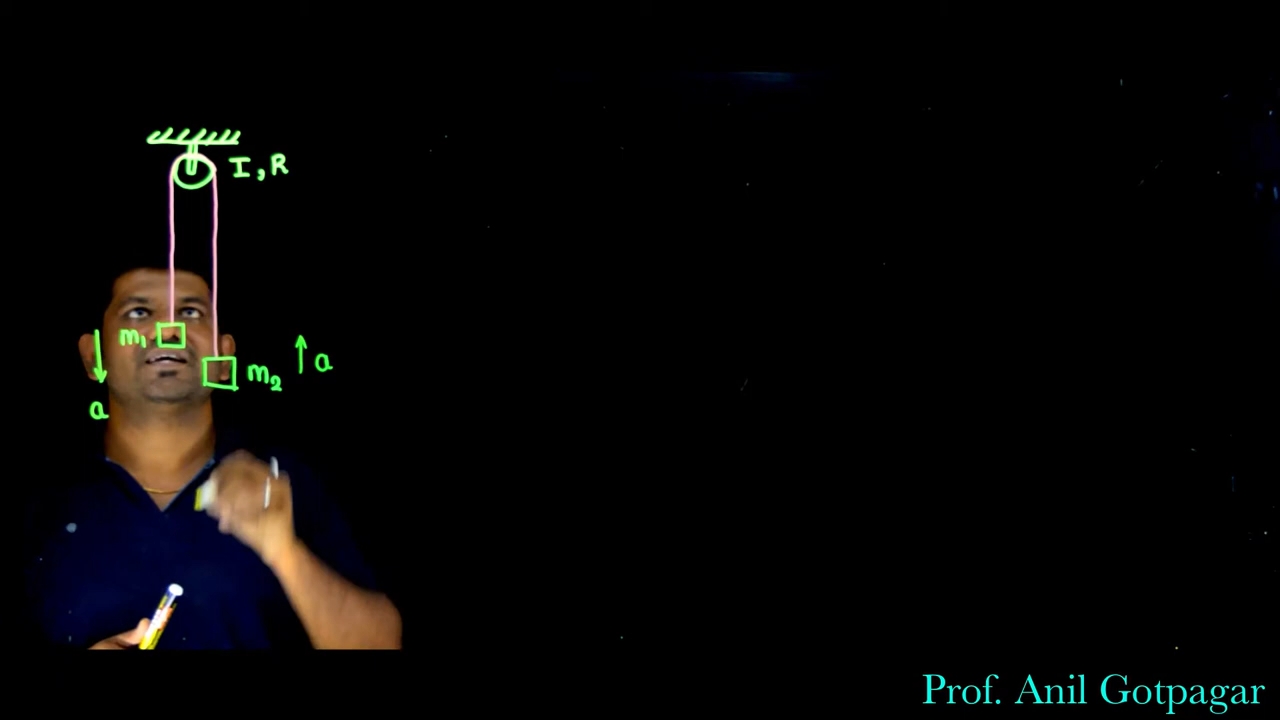 I, R
m₁
a
m₂
a
Prof. Anil Gotpagar